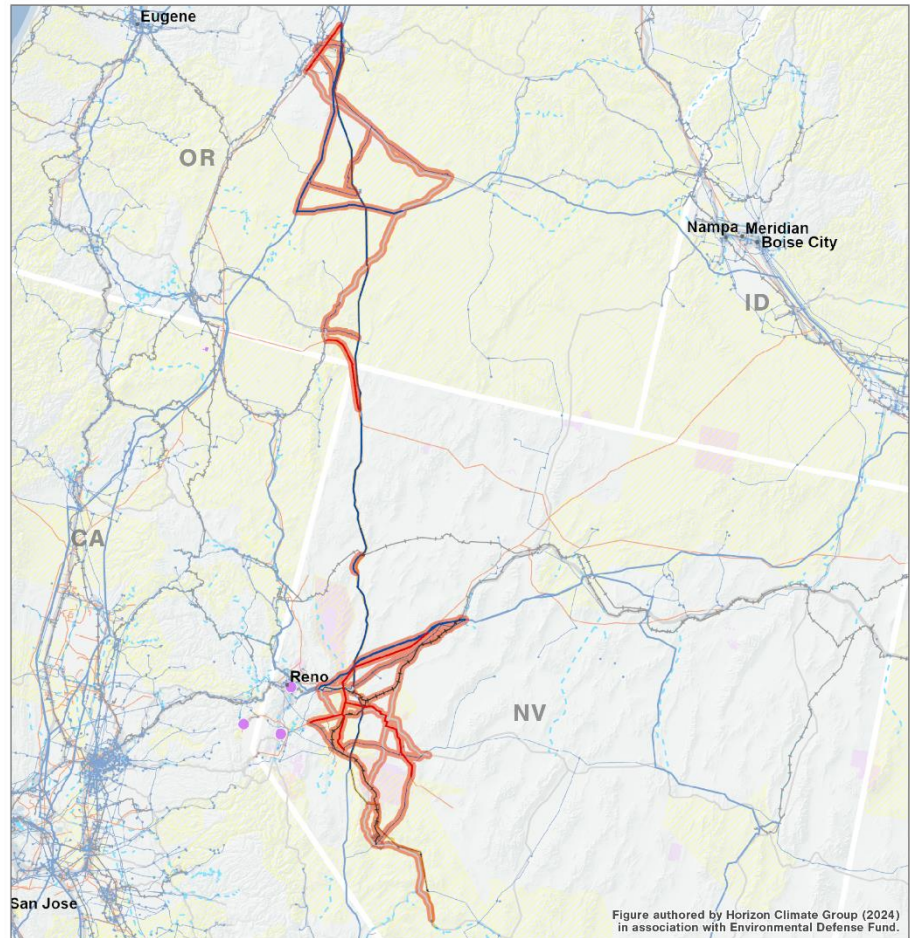 Eugene
OR
Nampa Meridian
Boise City
ID
CA
Reno
NV
San Jose
Figure authored by Horizon Climate Group (2024)
in association with Environmental Defense Fund.